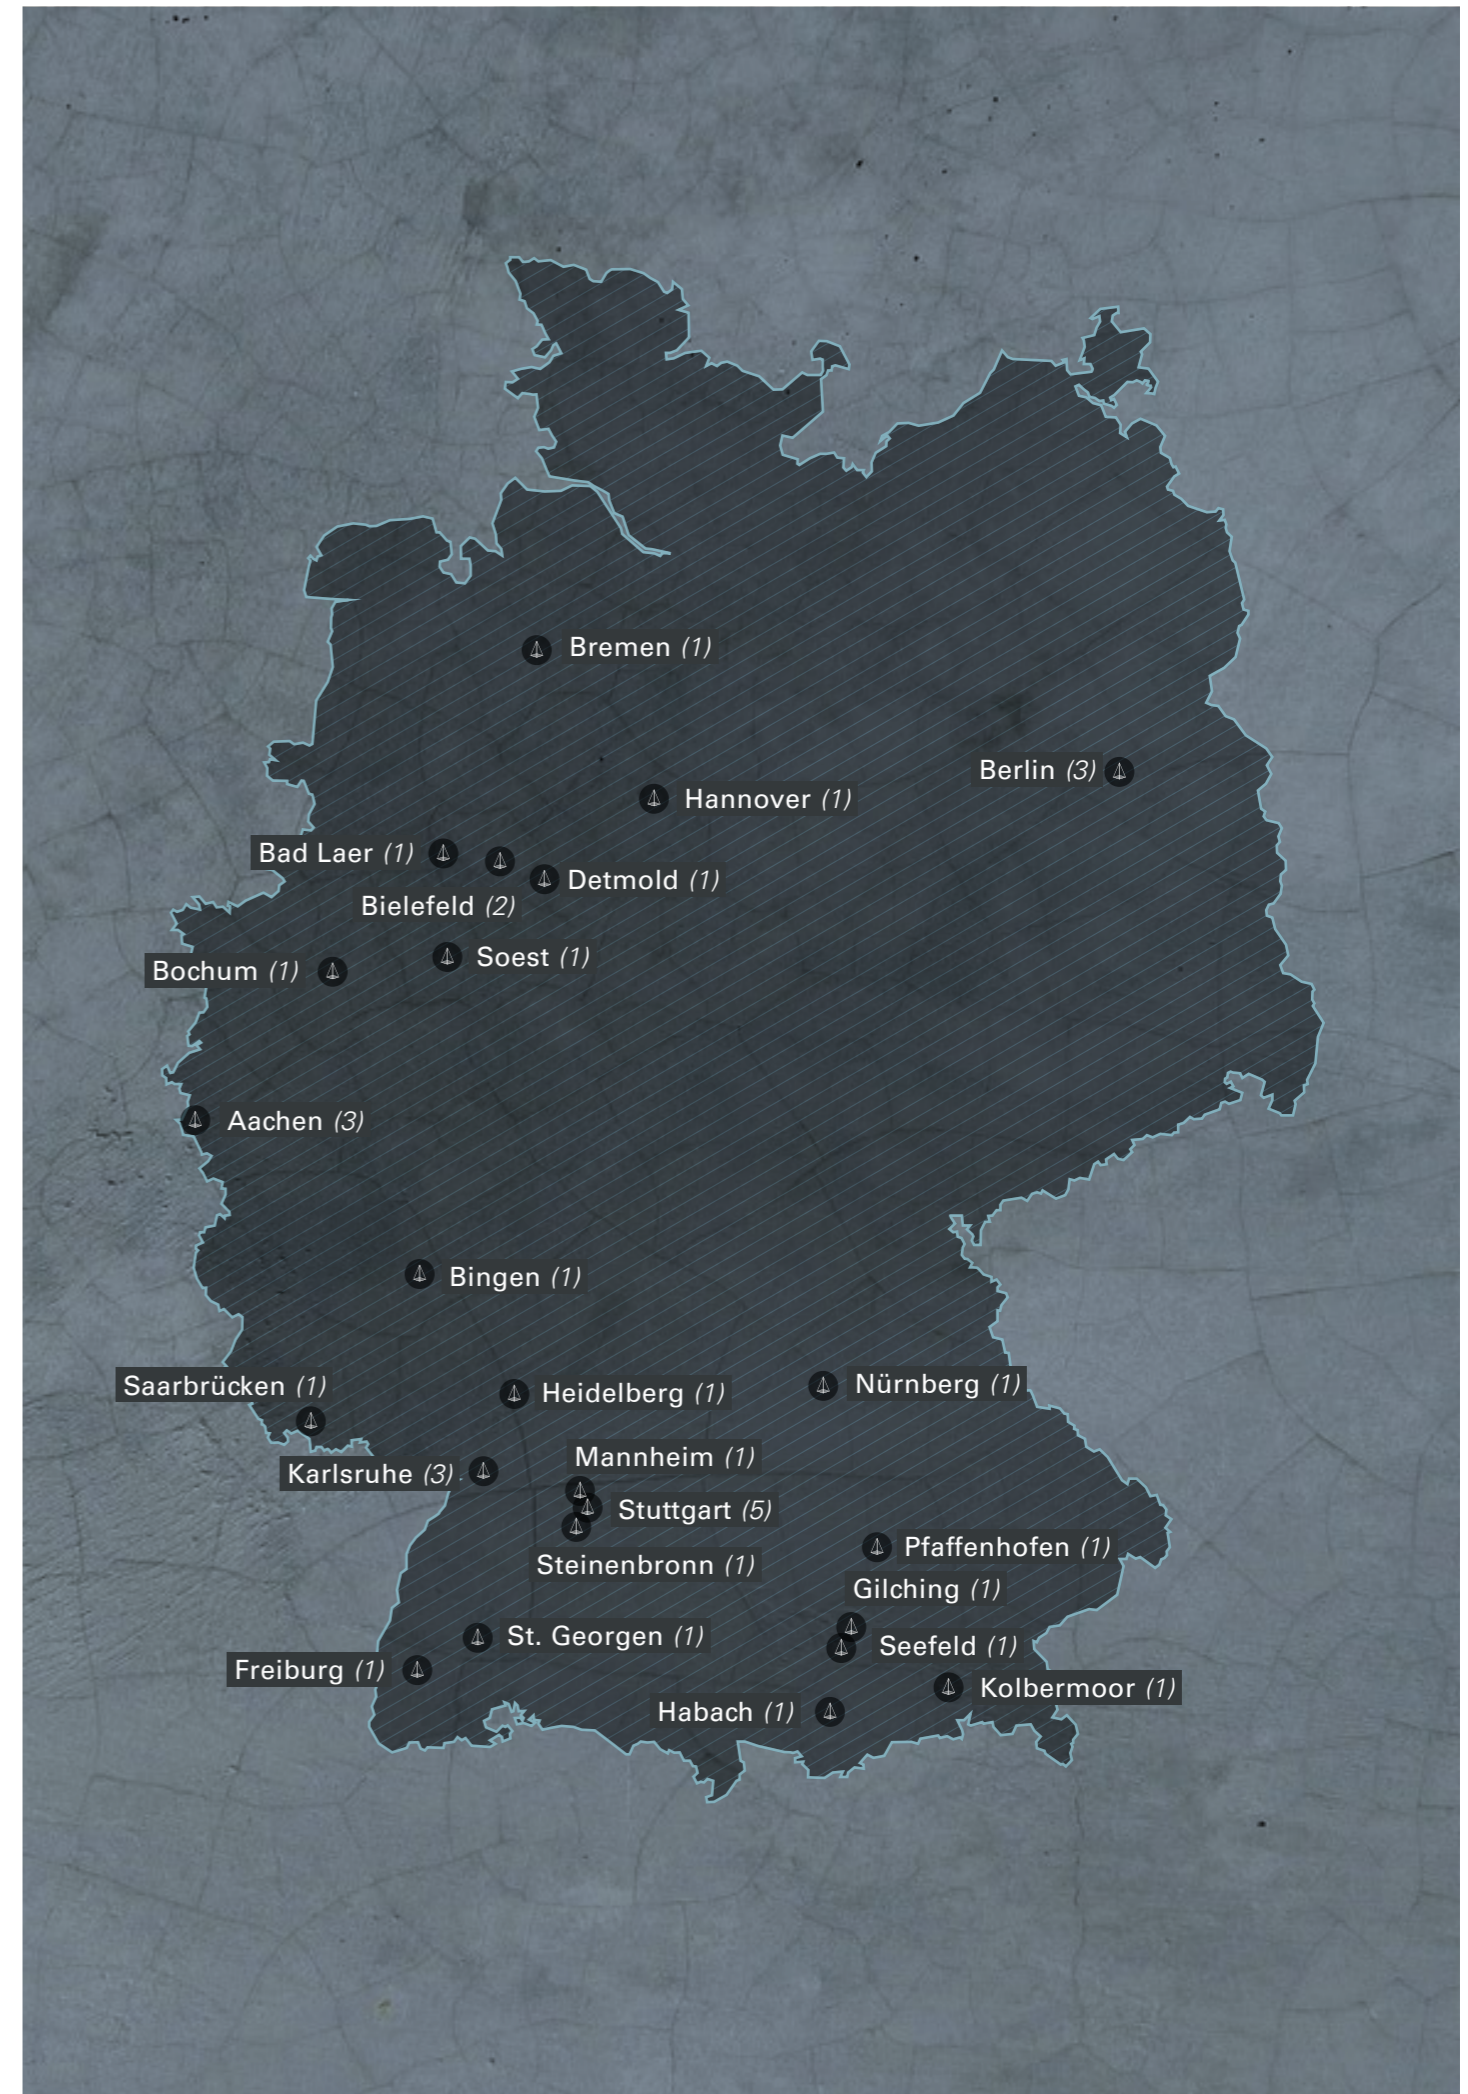 Bremen (1)
Berlin (3)
Hannover (1)
Bad Laer (1)
Detmold (1)
Bielefeld (2)
Soest (1)
Bochum (1)
Aachen (3)
Bingen (1)
Saarbrücken (1)
Heidelberg (1)
Nürnberg (1)
Mannheim (1)
Karlsruhe (3)
Stuttgart (5)
Pfaffenhofen (1)
Steinenbronn (1)
Gilching (1)
St. Georgen (1)
Seefeld (1)
Freiburg (1)
Kolbermoor (1)
Habach (1)